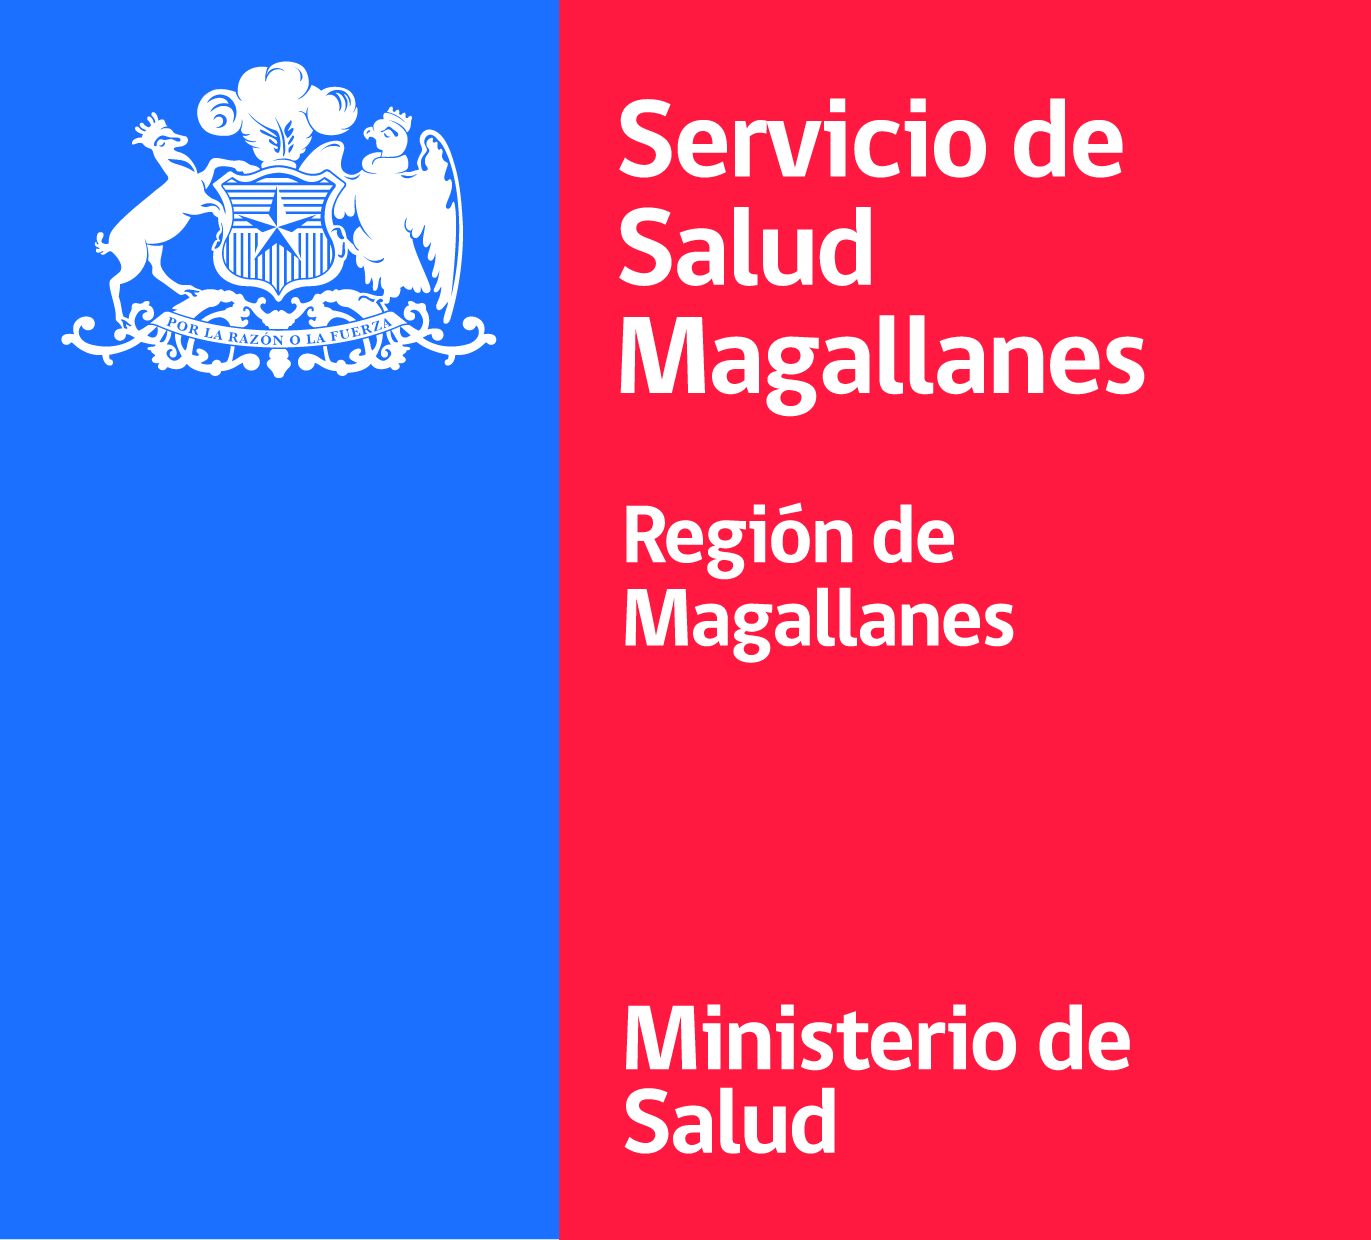 POR LA RAZÓN O LA FUERZA
Servicio de
Salud
Magallanes
Región de
Magallanes
Ministerio de
Salud